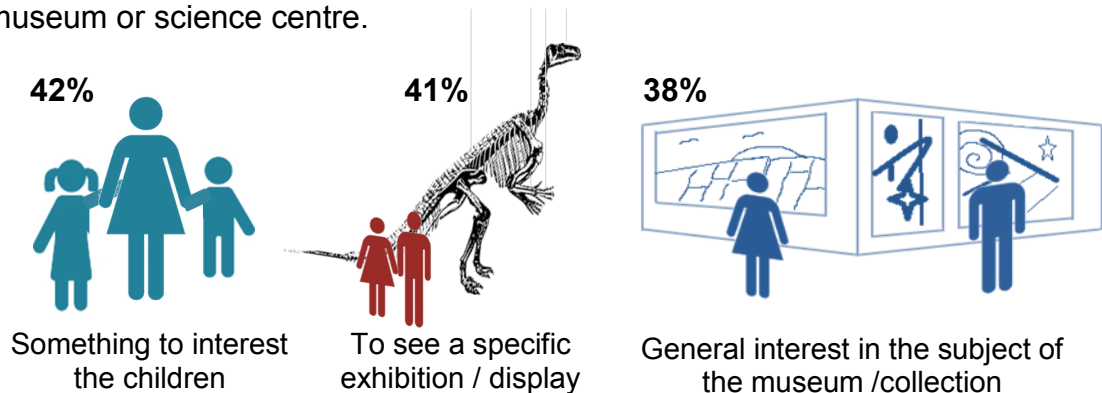 museum or science centre.
42%
41%
38%
Something to interest
the children
To see a specific
exhibition / display
General interest in the subject of
the museum /collection